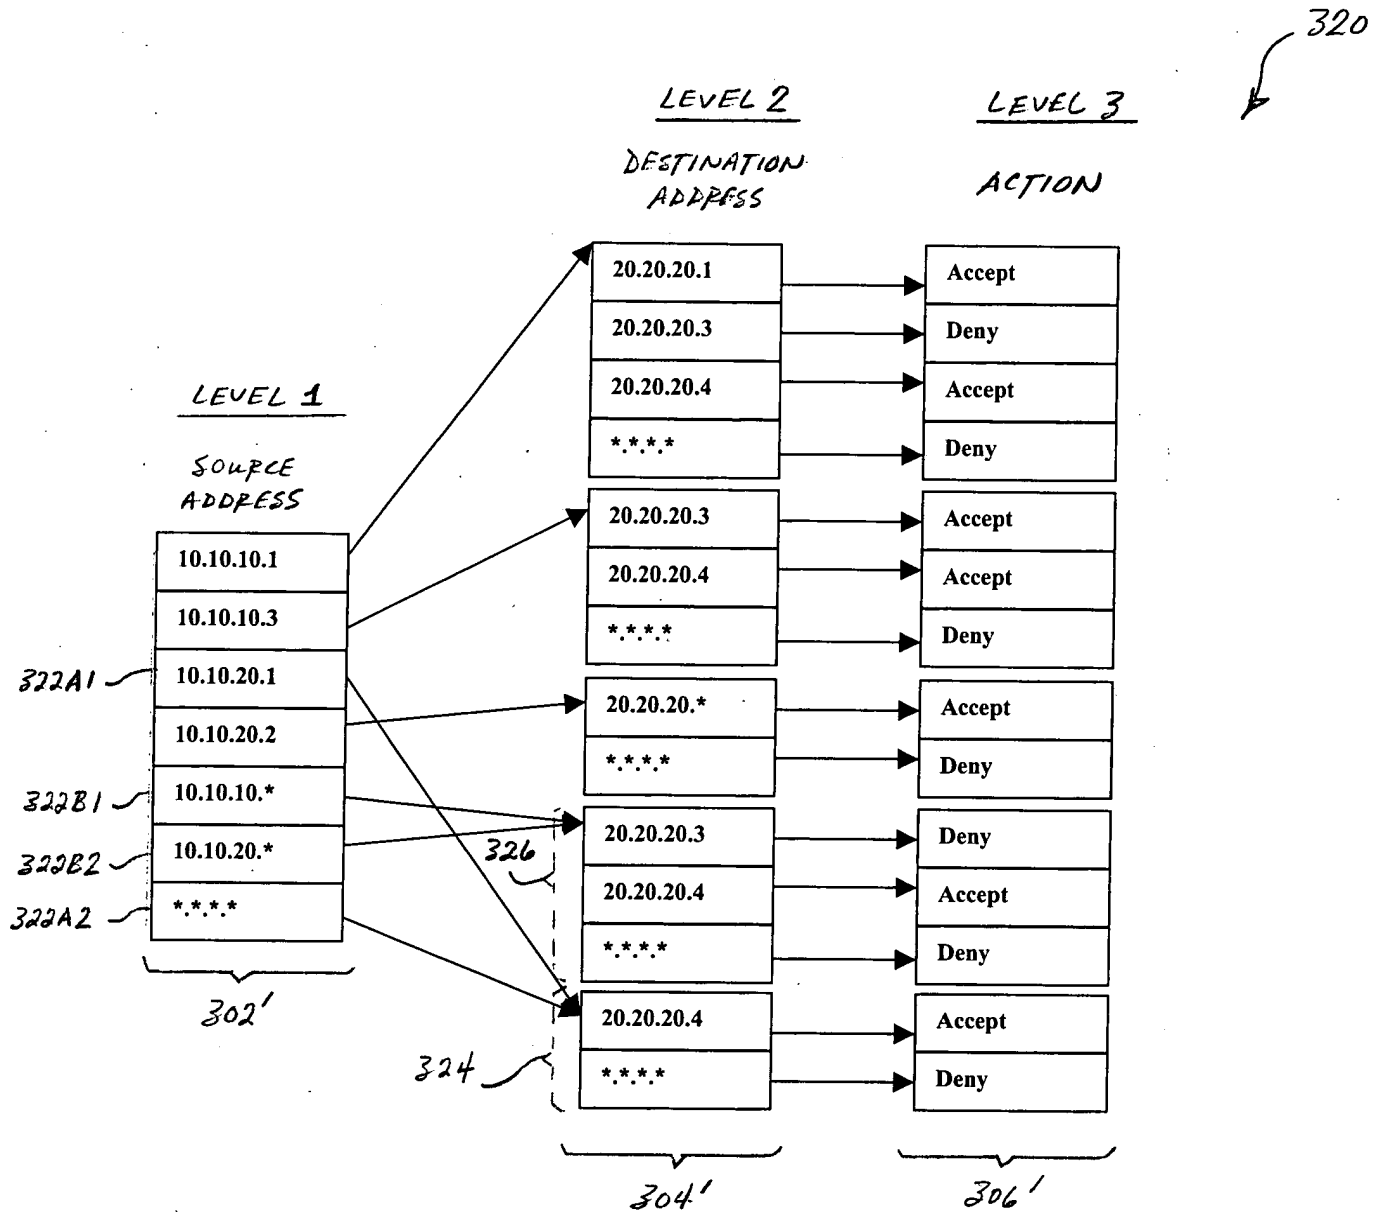 320
LEVEL 2
DESTINATION
ADDRESS
LEVEL 3
ACTION
20.20.20.1
Accept
20.20.20.3
Deny
20.20.20.4
Accept
*.*.*.*
Deny
LEVEL 1
SOURCE
ADDRESS
20.20.20.3
Accept
20.20.20.4
Accept
*.*.*.*
Deny
10.10.10.1
10.10.10.3
322A1
10.10.20.1
10.10.20.2
322B1
10.10.10.*
322B2
10.10.20.*
322A2
*.*.*.*
302'
20.20.20.*
Accept
*.*.*.*
Deny
326
20.20.20.3
Deny
20.20.20.4
Accept
*.*.*.*
Deny
324
20.20.20.4
Accept
*.*.*.*
Deny
304'
306'